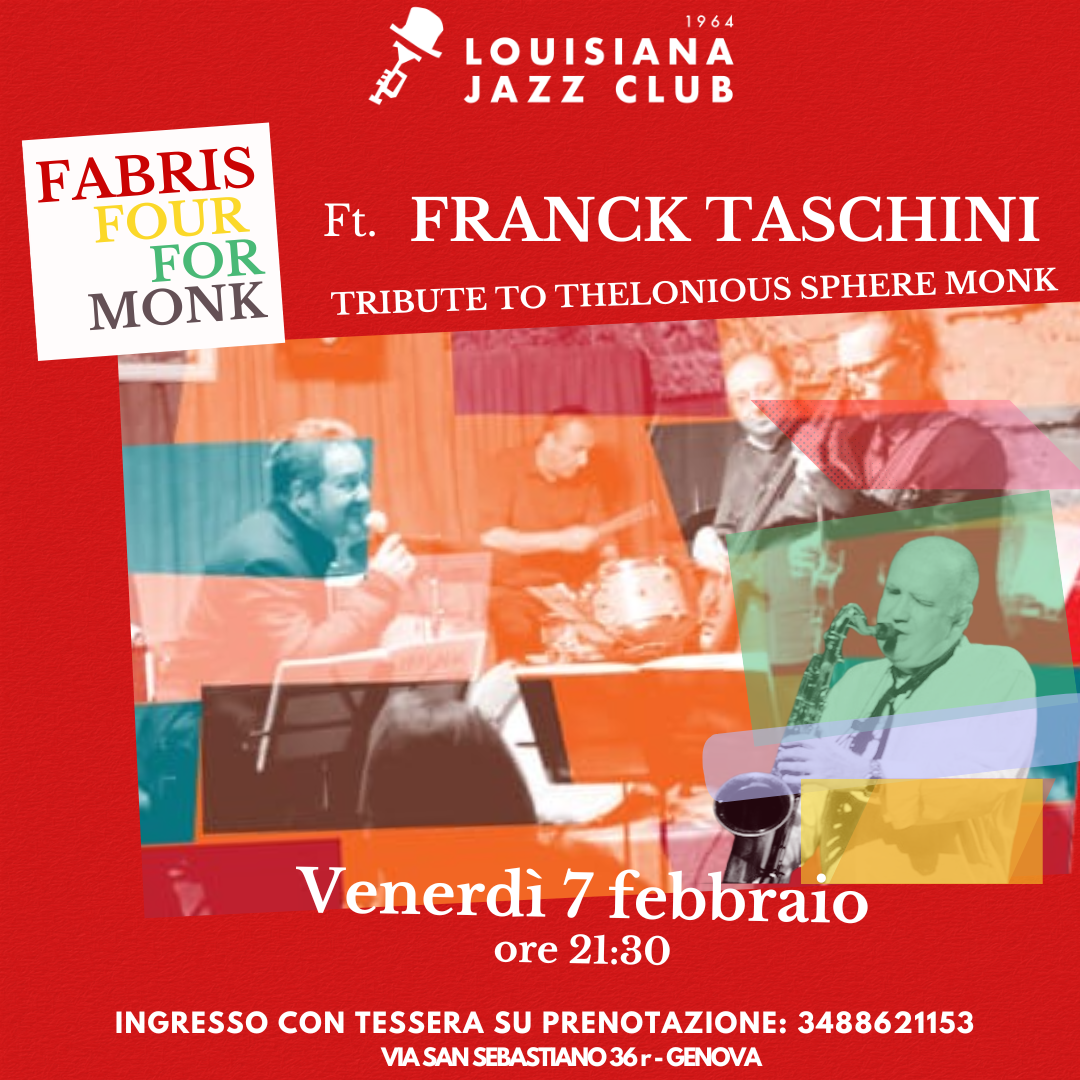 1964
LOUISIANA
JAZZ CLUB
FABRIS
FOUR
FOR
MONK
Ft. FRANCK TASCHINI
TRIBUTE TO THELONIOUS SPHERE MONK
Venerdì 7 febbraio
ore 21:30
INGRESSO CON TESSERA SU PRENOTAZIONE: 3488621153
VIA SAN SEBASTIANO 36 r - GENOVA